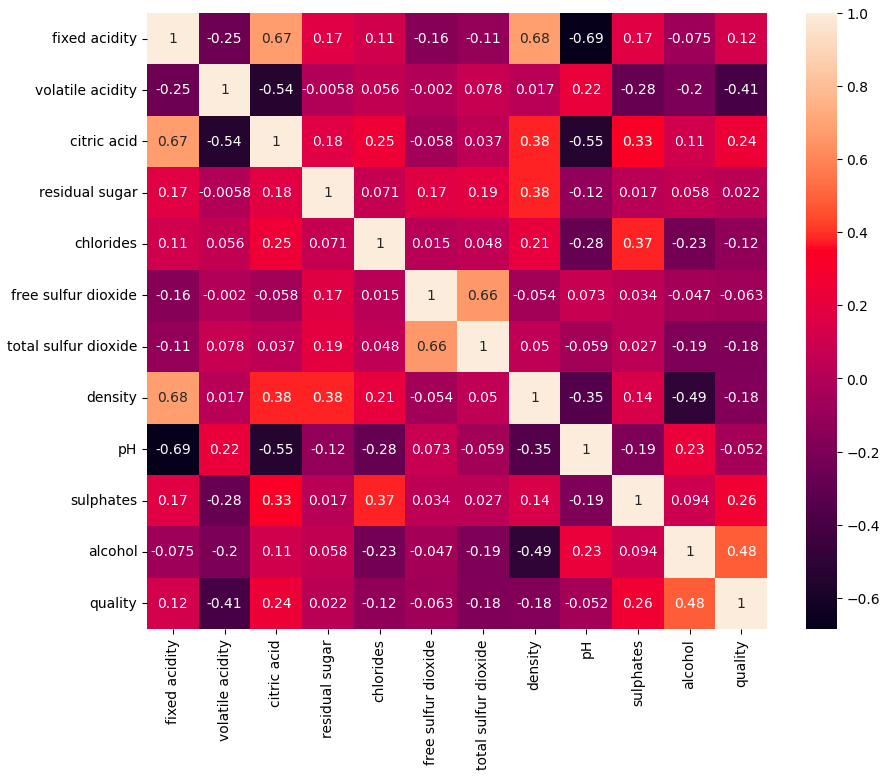 fixed acidity 1 -0.25 0.67 0.17 0.11 -0.16 -0.11 0.68 -0.69 0.17 -0.075 0.12
volatile acidity -0.25 1 -0.54 -0.0058 0.056 -0.002 0.078 0.017 0.22 -0.28 -0.2 -0.41
citric acid 0.67 -0.54 1 0.18 0.25 -0.058 0.037 0.38 -0.55 0.33 0.11 0.24
residual sugar 0.17 -0.0058 0.18 1 0.071 0.17 0.19 0.38 -0.12 0.017 0.058 0.022
chlorides 0.11 0.056 0.25 0.071 1 0.015 0.048 0.21 -0.28 0.37 -0.23 -0.12
free sulfur dioxide -0.16 -0.002 -0.058 0.17 0.015 1 0.66 -0.054 0.073 0.034 -0.047 -0.063
total sulfur dioxide -0.11 0.078 0.037 0.19 0.048 0.66 1 0.05 -0.059 0.027 -0.19 -0.18
density 0.68 0.017 0.38 0.38 0.21 -0.054 0.05 1 -0.35 0.14 -0.49 -0.18
pH -0.69 0.22 -0.55 -0.12 -0.28 0.073 -0.059 -0.35 1 -0.19 0.23 -0.052
sulphates 0.17 -0.28 0.33 0.017 0.37 0.034 0.027 0.14 -0.19 1 0.094 0.26
alcohol -0.075 -0.2 0.11 0.058 -0.23 -0.047 -0.19 -0.49 0.23 0.094 1 0.48
quality 0.12 -0.41 0.24 0.022 -0.12 -0.063 -0.18 -0.18 -0.052 0.26 0.48 1
fixed acidity
volatile acidity
citric acid
residual sugar
chlorides
free sulfur dioxide
total sulfur dioxide
density
pH
sulphates
alcohol
quality
1.0
0.8
0.6
0.4
0.2
0.0
−0.2
−0.4
−0.6